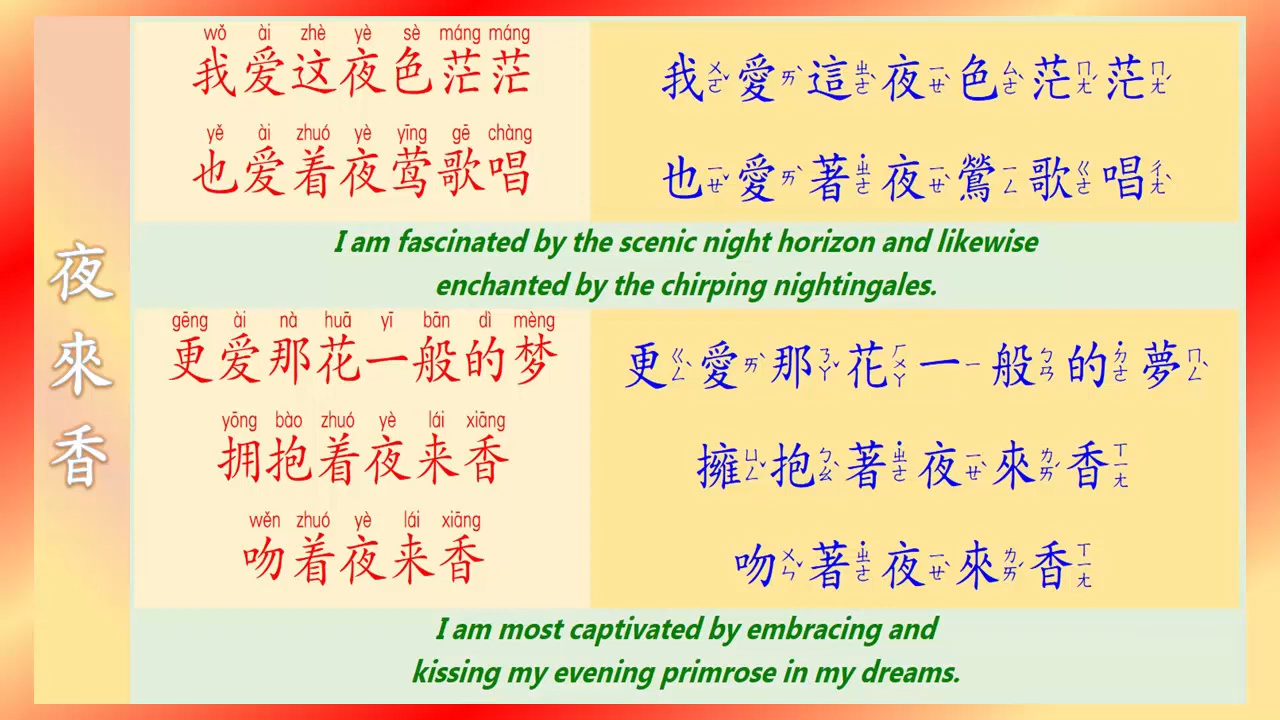 夜來香
wǒ ài zhè yè sè máng máng
我爱这夜色茫茫
yě ài zhuó yè yīng gē chàng
也爱着夜莺歌唱
我ㄨㄛˇ愛ㄞˋ這ㄓㄜˋ夜ㄧㄝˋ色ㄙㄜˋ茫ㄇㄤˊ茫ㄇㄤˊ
也ㄧㄝˇ愛ㄞˋ著˙ㄓㄜ夜ㄧㄝˋ鶯ㄧㄥ歌ㄍㄜ唱ㄔㄤˋ
I am fascinated by the scenic night horizon and likewise
enchanted by the chirping nightingales.
gēng ài nà huā yī bān dì mèng
更爱那花一般的梦
yōng bào zhuó yè lái xiāng
拥抱着夜来香
wěn zhuó yè lái xiāng
吻着夜来香
更ㄍㄥˋ愛ㄞˋ那ㄋㄚˇ花ㄏㄨㄚ一ㄧ般ㄅㄢ的˙ㄉㄜ夢ㄇㄥˋ
擁ㄩㄥˇ抱ㄅㄠˋ著˙ㄓㄜ夜ㄧㄝˋ來ㄌㄞˊ香ㄒㄧㄤ
吻ㄨㄣˇ著˙ㄓㄜ夜ㄧㄝˋ來ㄌㄞˊ香ㄒㄧㄤ
I am most captivated by embracing and
kissing my evening primrose in my dreams.